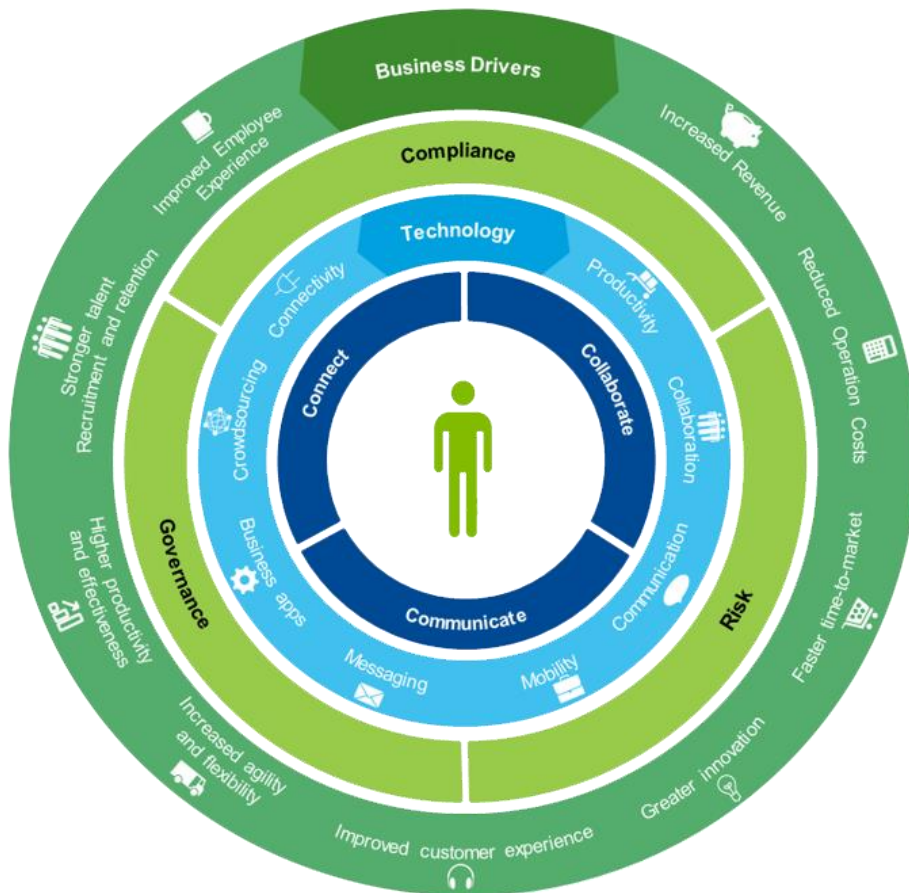 Business Drivers
Increased Revenue
Reduced Operation Costs
Faster time-to-market
Greater innovation
Improved customer experience
Increased agility
and flexibility
Higher productivity
and effectiveness
Stronger talent
Recruitment and retention
Improved Employee
Experience
Compliance
Risk
Governance
Technology
Productivity
Collaboration
Communication
Mobility
Messaging
Business apps
Crowdsourcing
Connectivity
Connect
Collaborate
Communicate